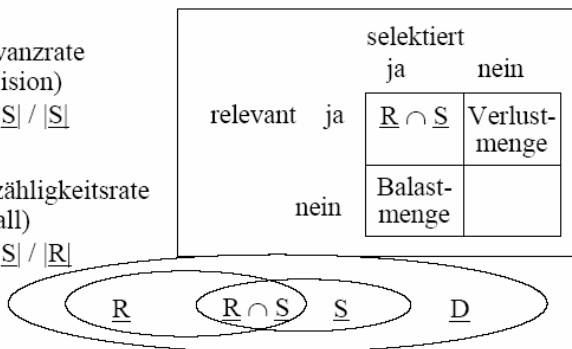 vanzrate
ision)
S| / |S|
zähligkeitsrate
all)
S| / |R|
selektiert
ja nein
relevant ja R ∩ S Verlust-
menge
nein Balast-
menge
R R ∩ S S D